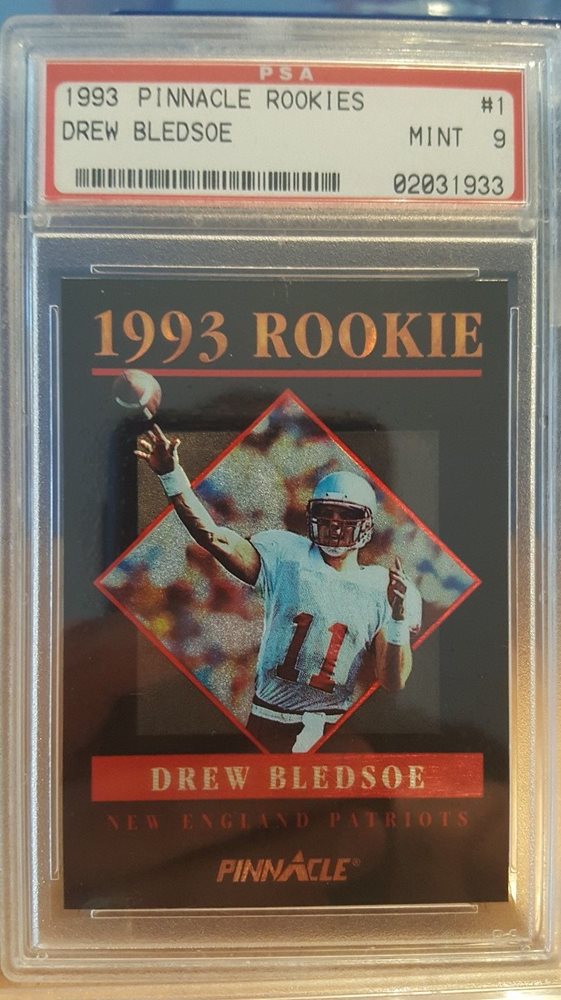 PSA
1993 PINNACLE ROOKIES #1
DREW BLEDSOE MINT 9
02031933
1993 ROOKIE
11
DREW BLEDSOE
NEW ENGLAND PATRIOTS
PINNACLE®